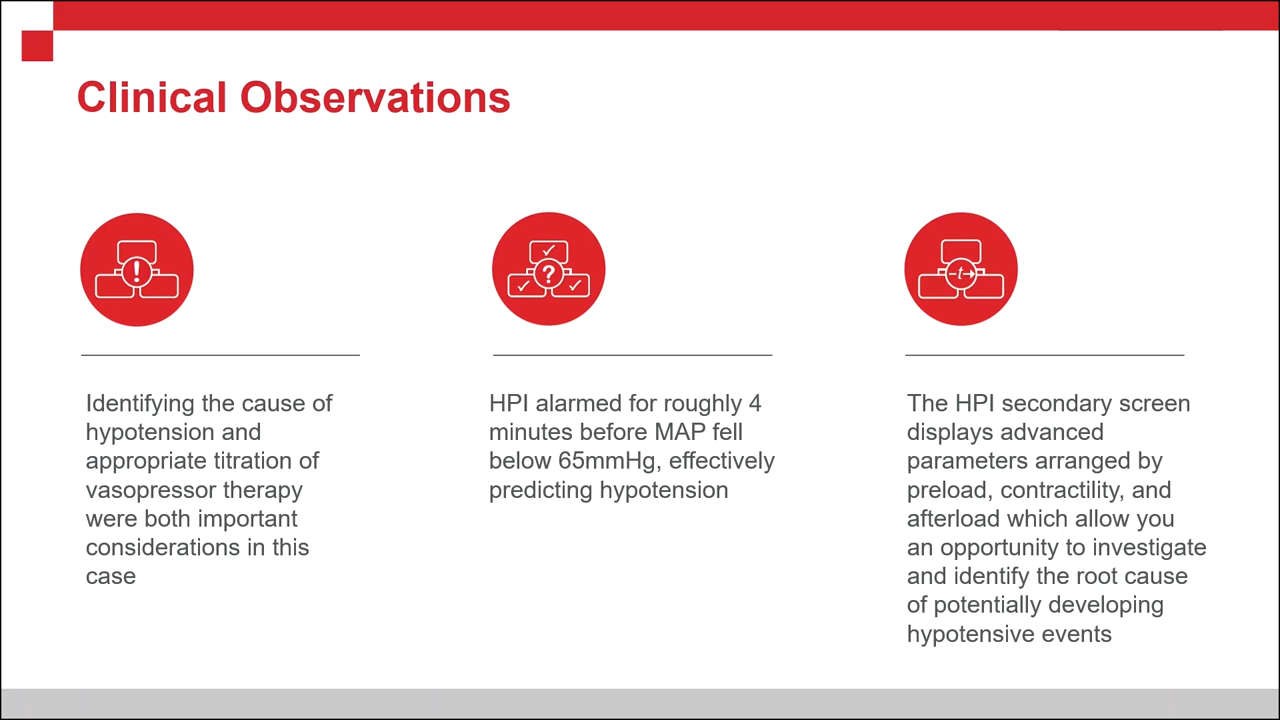 Clinical Observations
!
?
-t→
Identifying the cause of
hypotension and
appropriate titration of
vasopressor therapy
were both important
considerations in this
case
HPI alarmed for roughly 4
minutes before MAP fell
below 65mmHg, effectively
predicting hypotension
The HPI secondary screen
displays advanced
parameters arranged by
preload, contractility, and
afterload which allow you
an opportunity to investigate
and identify the root cause
of potentially developing
hypotensive events